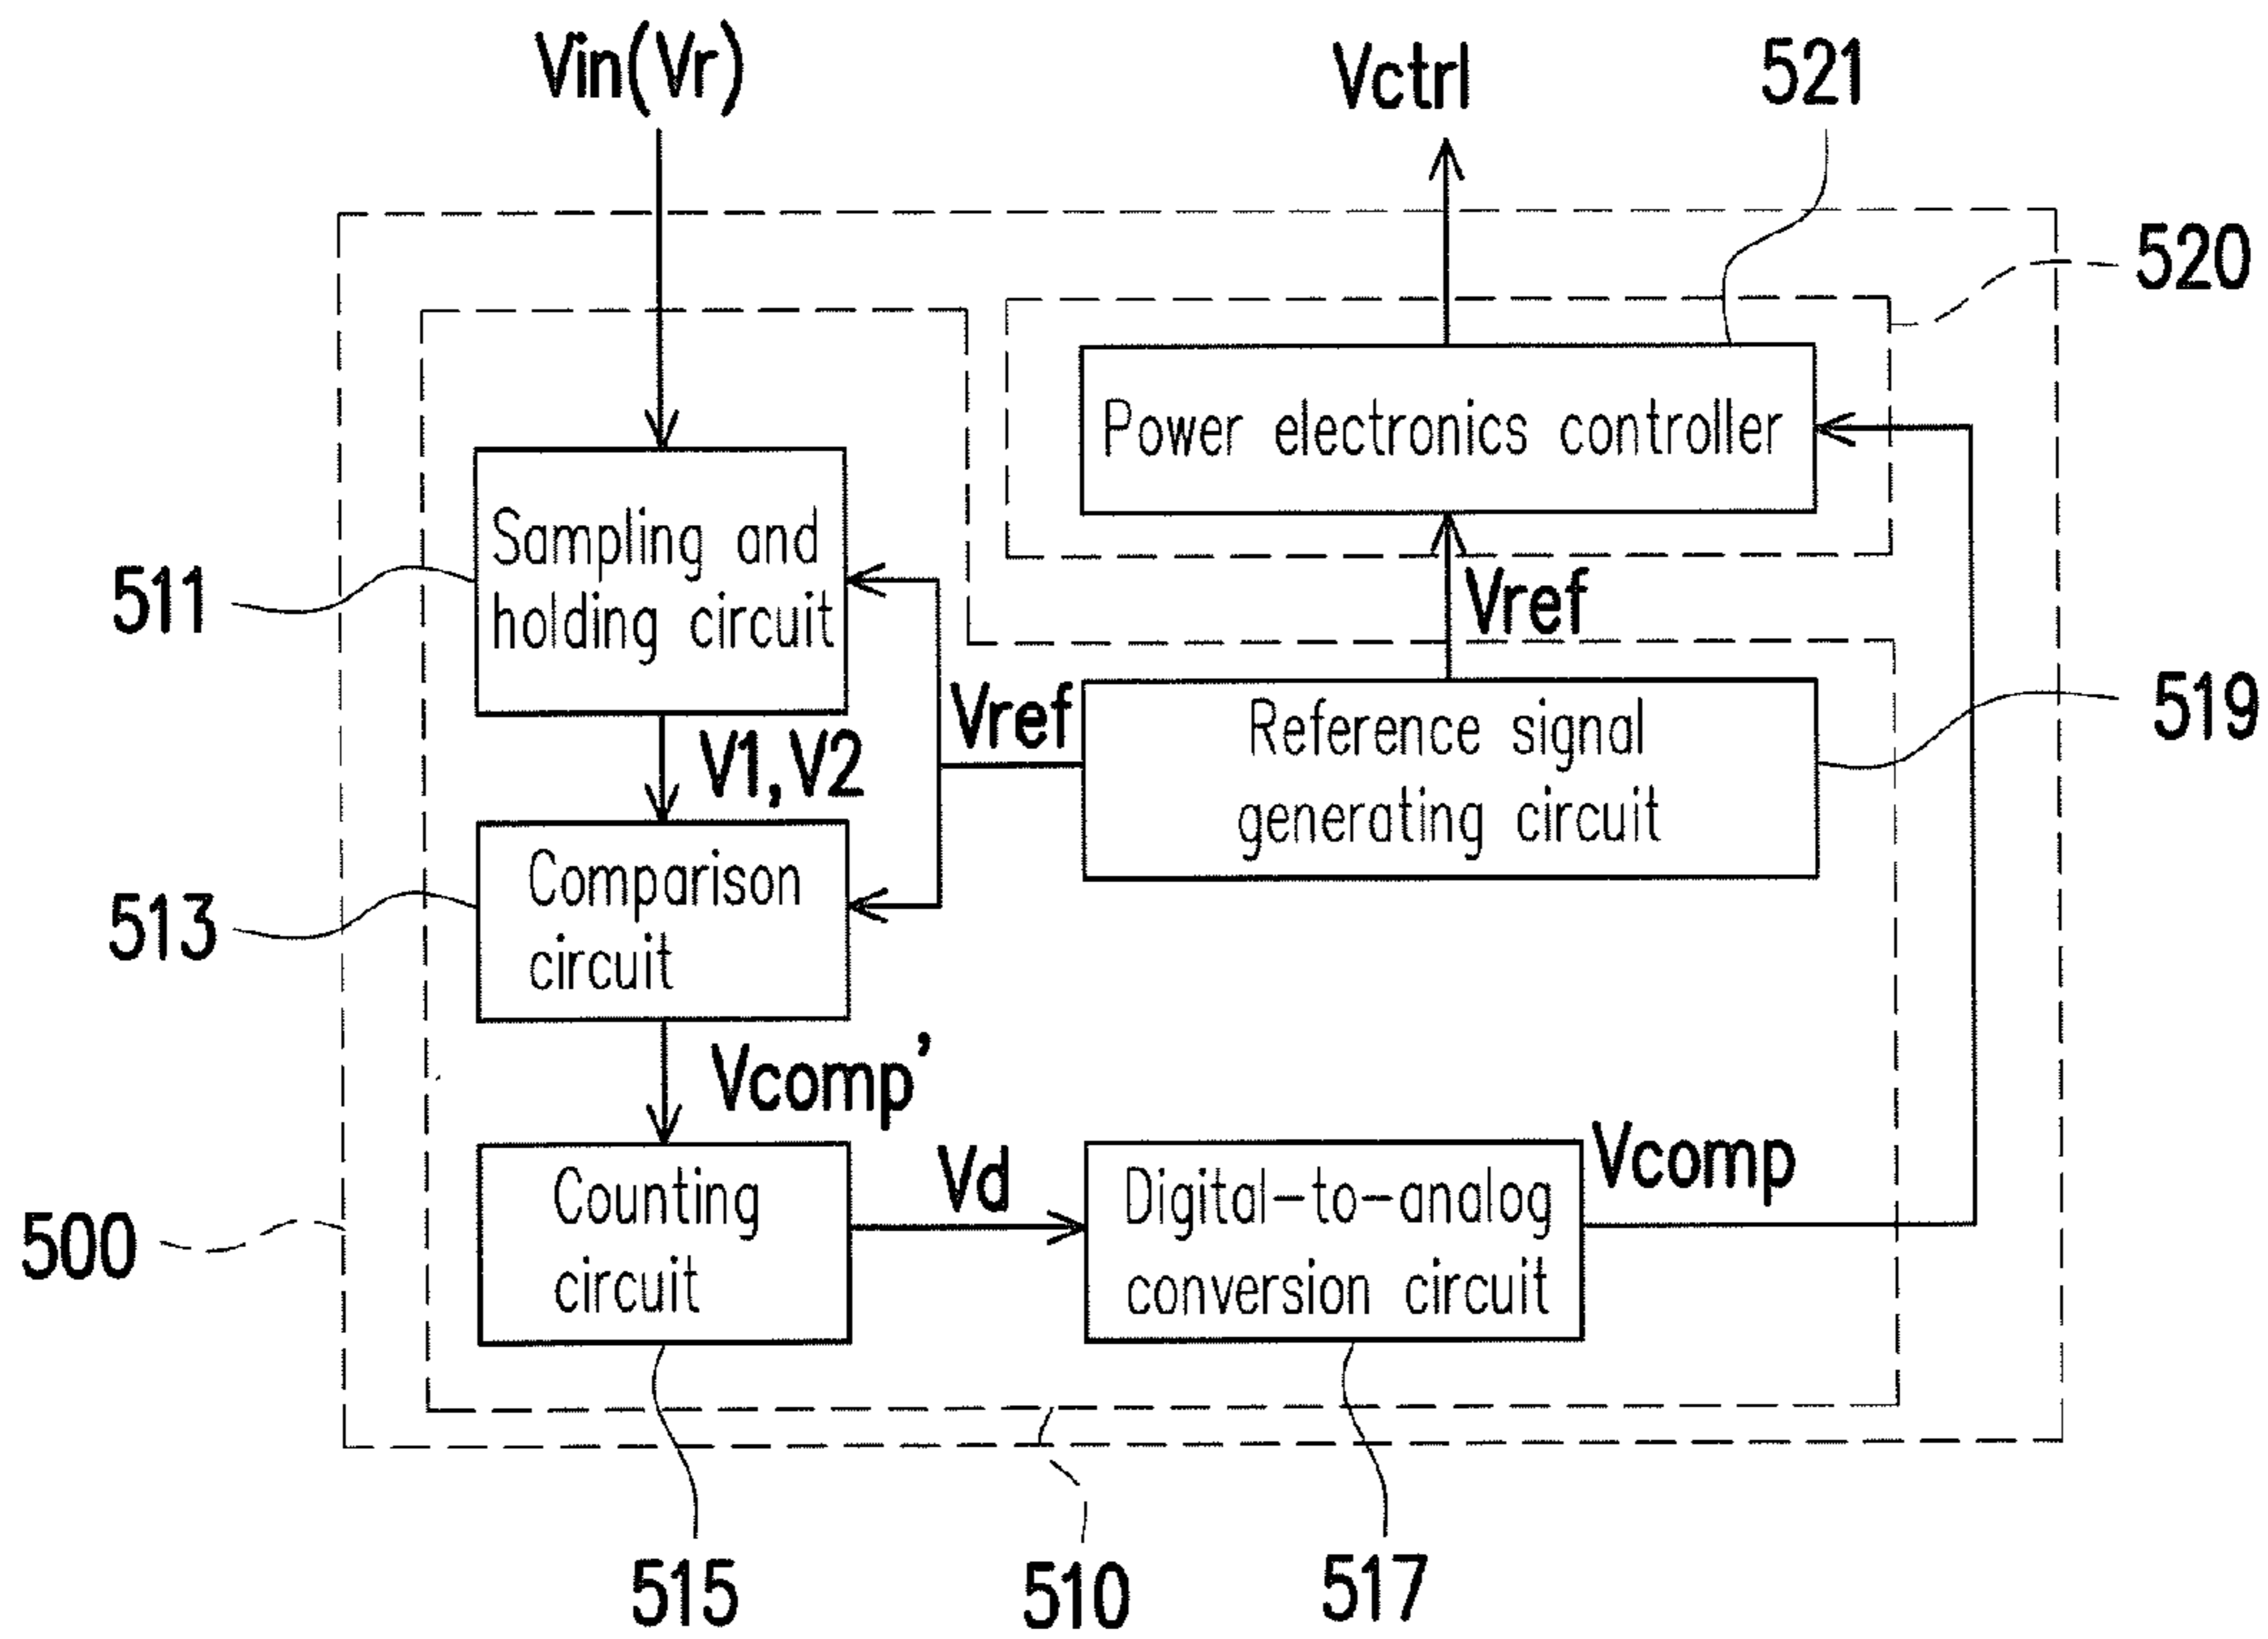 Vin(Vr)
Vctrl
521
520
Power electronics controller
Sampling and
holding circuit
511
Vref
519
Vref
Reference signal
generating circuit
V1,V2
Comparison
circuit
513
Vcomp'
Vcomp
Vd
Counting
circuit
Digital-to-analog
conversion circuit
500
515
510
517